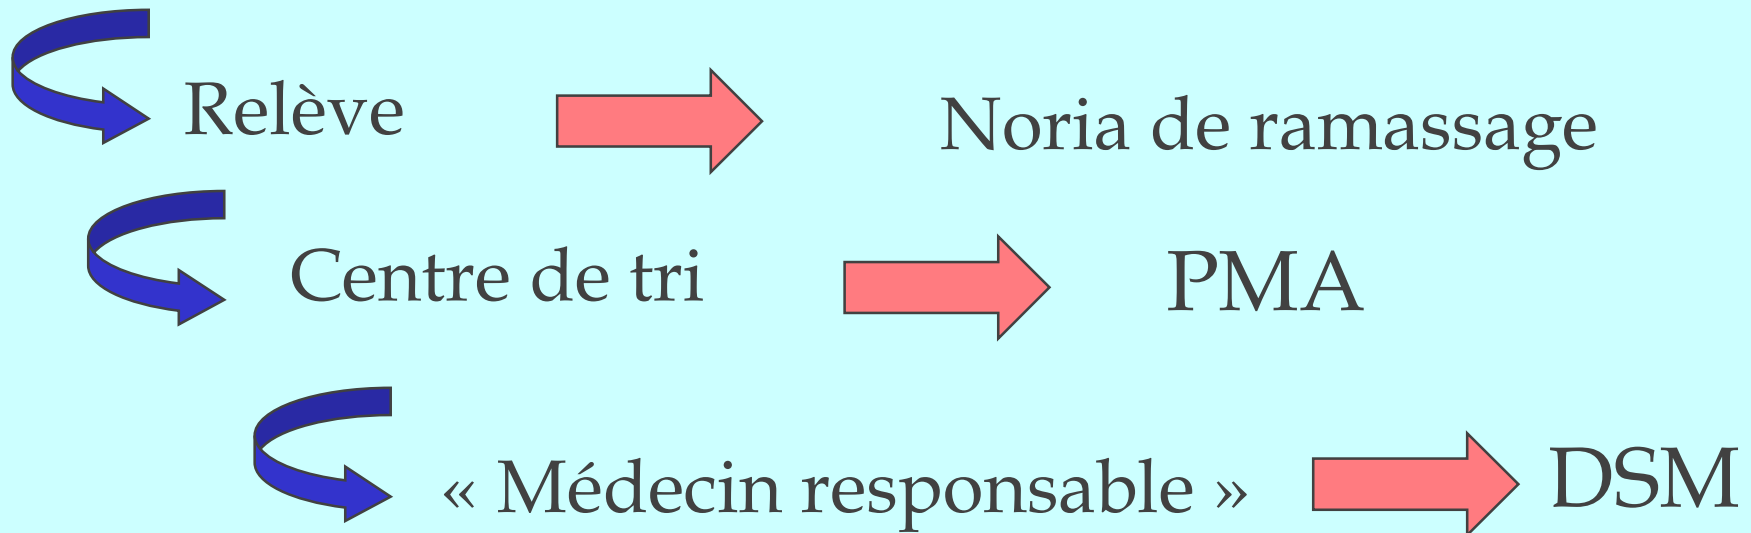 Relève Noria de ramassage
Centre de tri PMA
« Médecin responsable » DSM